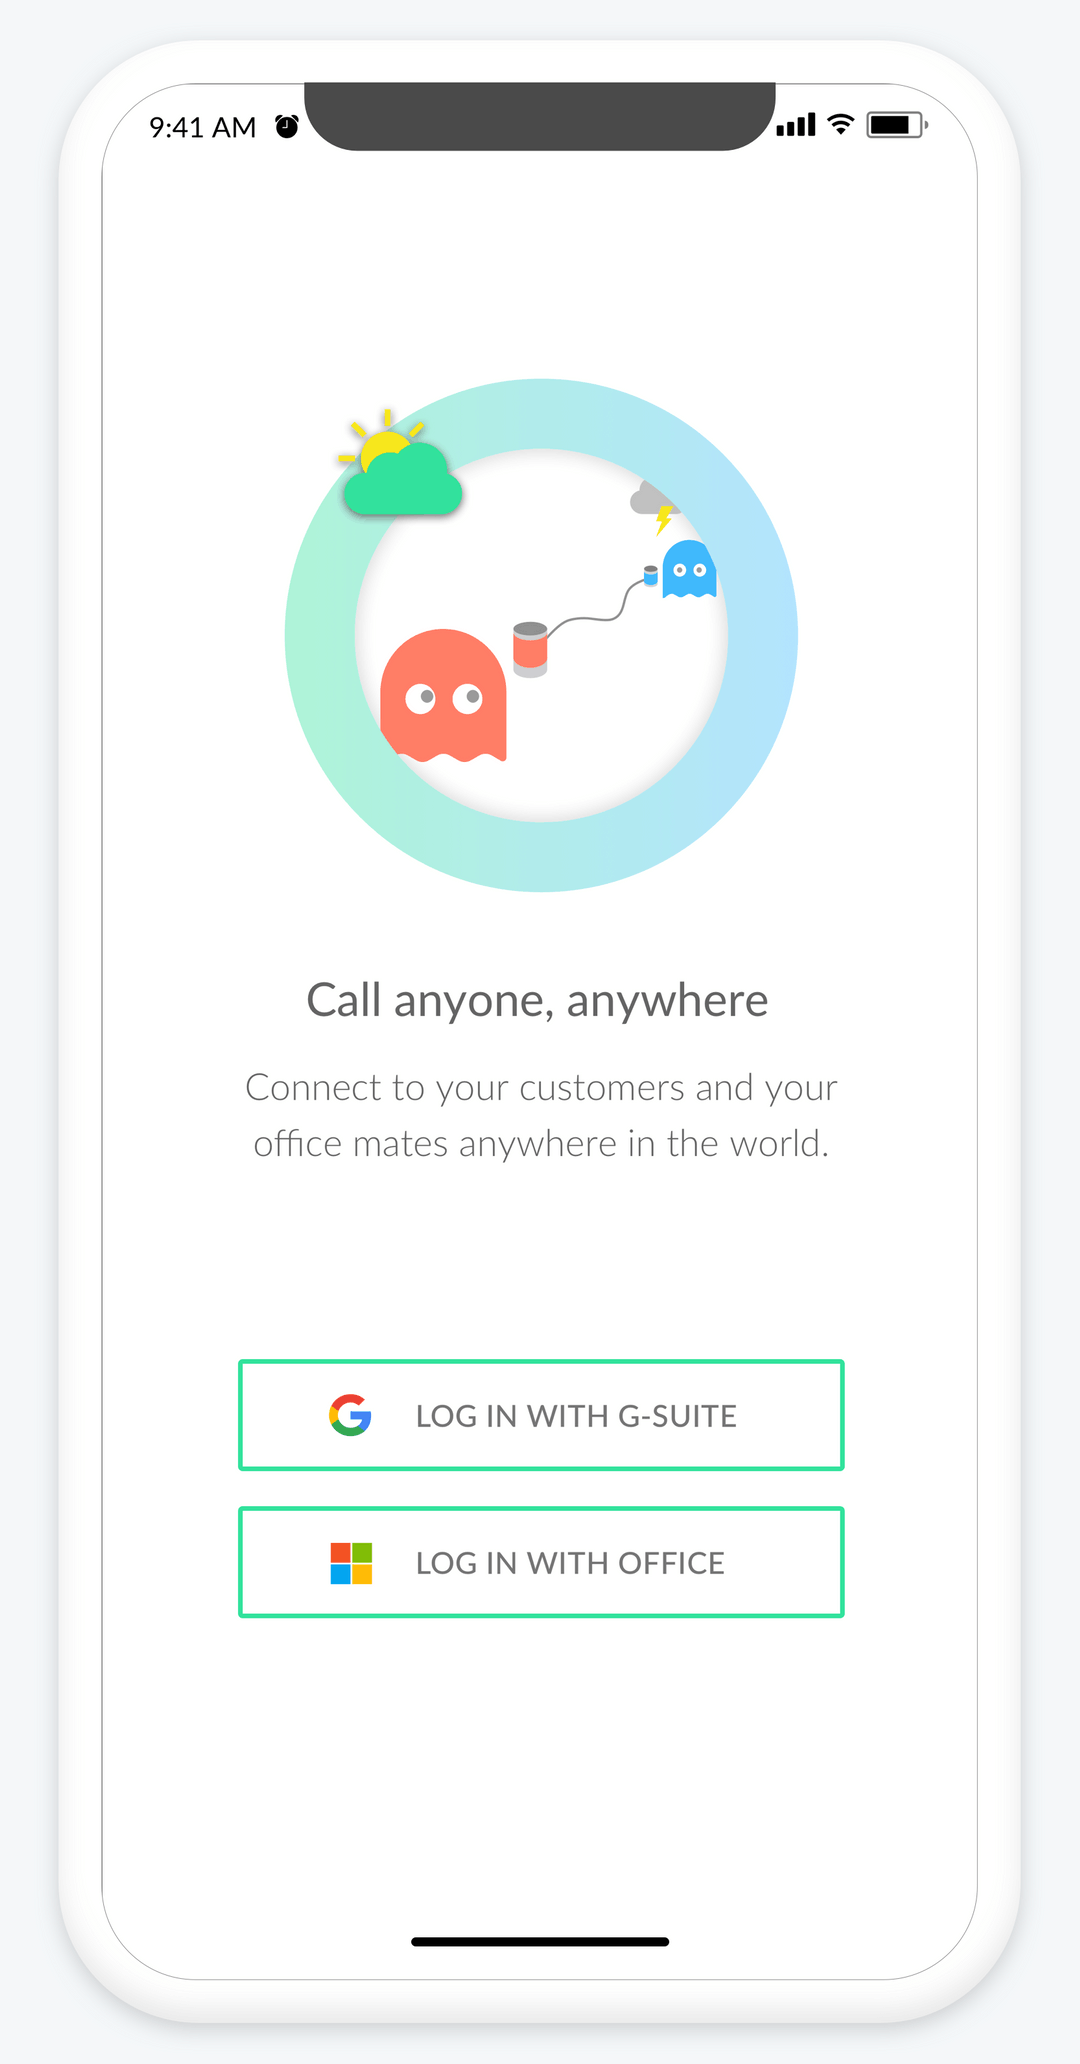 9:41 AM
Call anyone, anywhere
Connect to your customers and your
office mates anywhere in the world.
LOG IN WITH G-SUITE
LOG IN WITH OFFICE